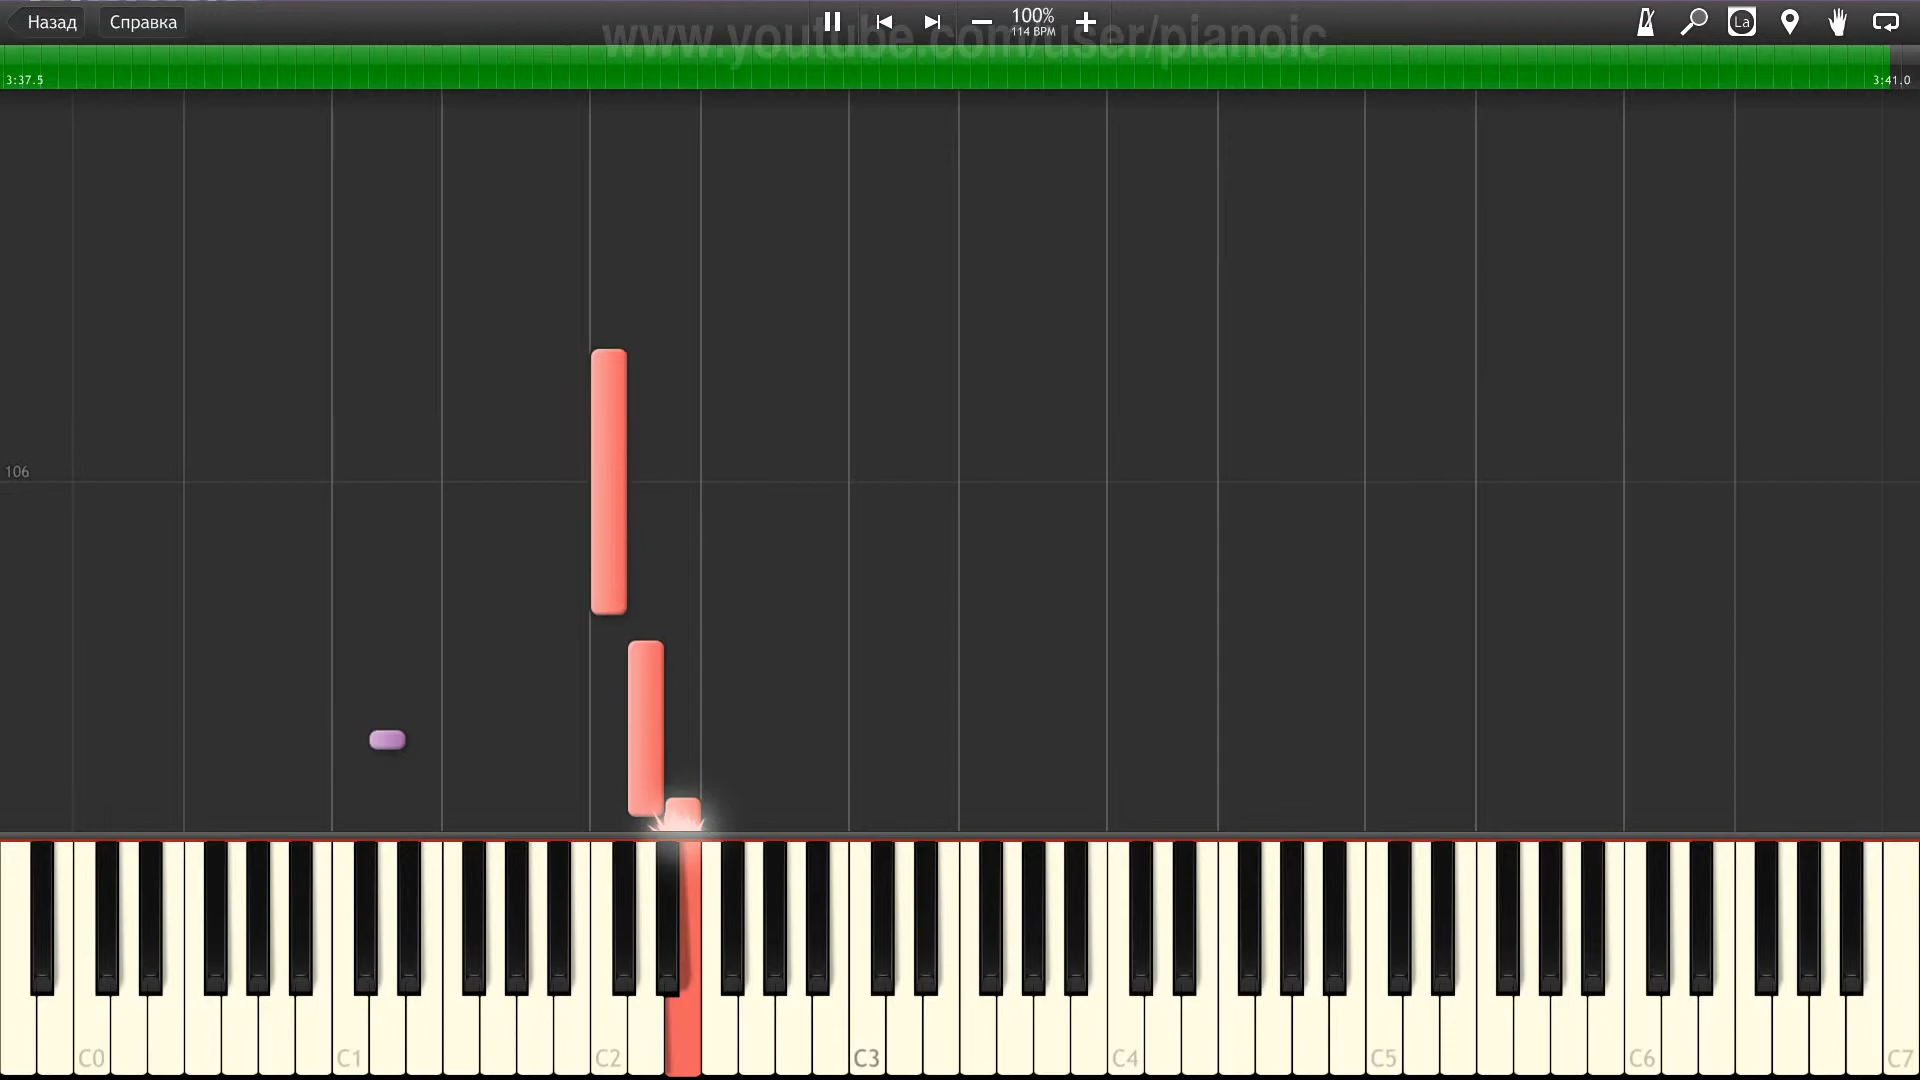 Назад Справка 100%
114 BPM
La
www.youtube.com/user/pianoic
3:37.5 3:41.0
106
C0 C1 C2 C3 C4 C5 C6 C7